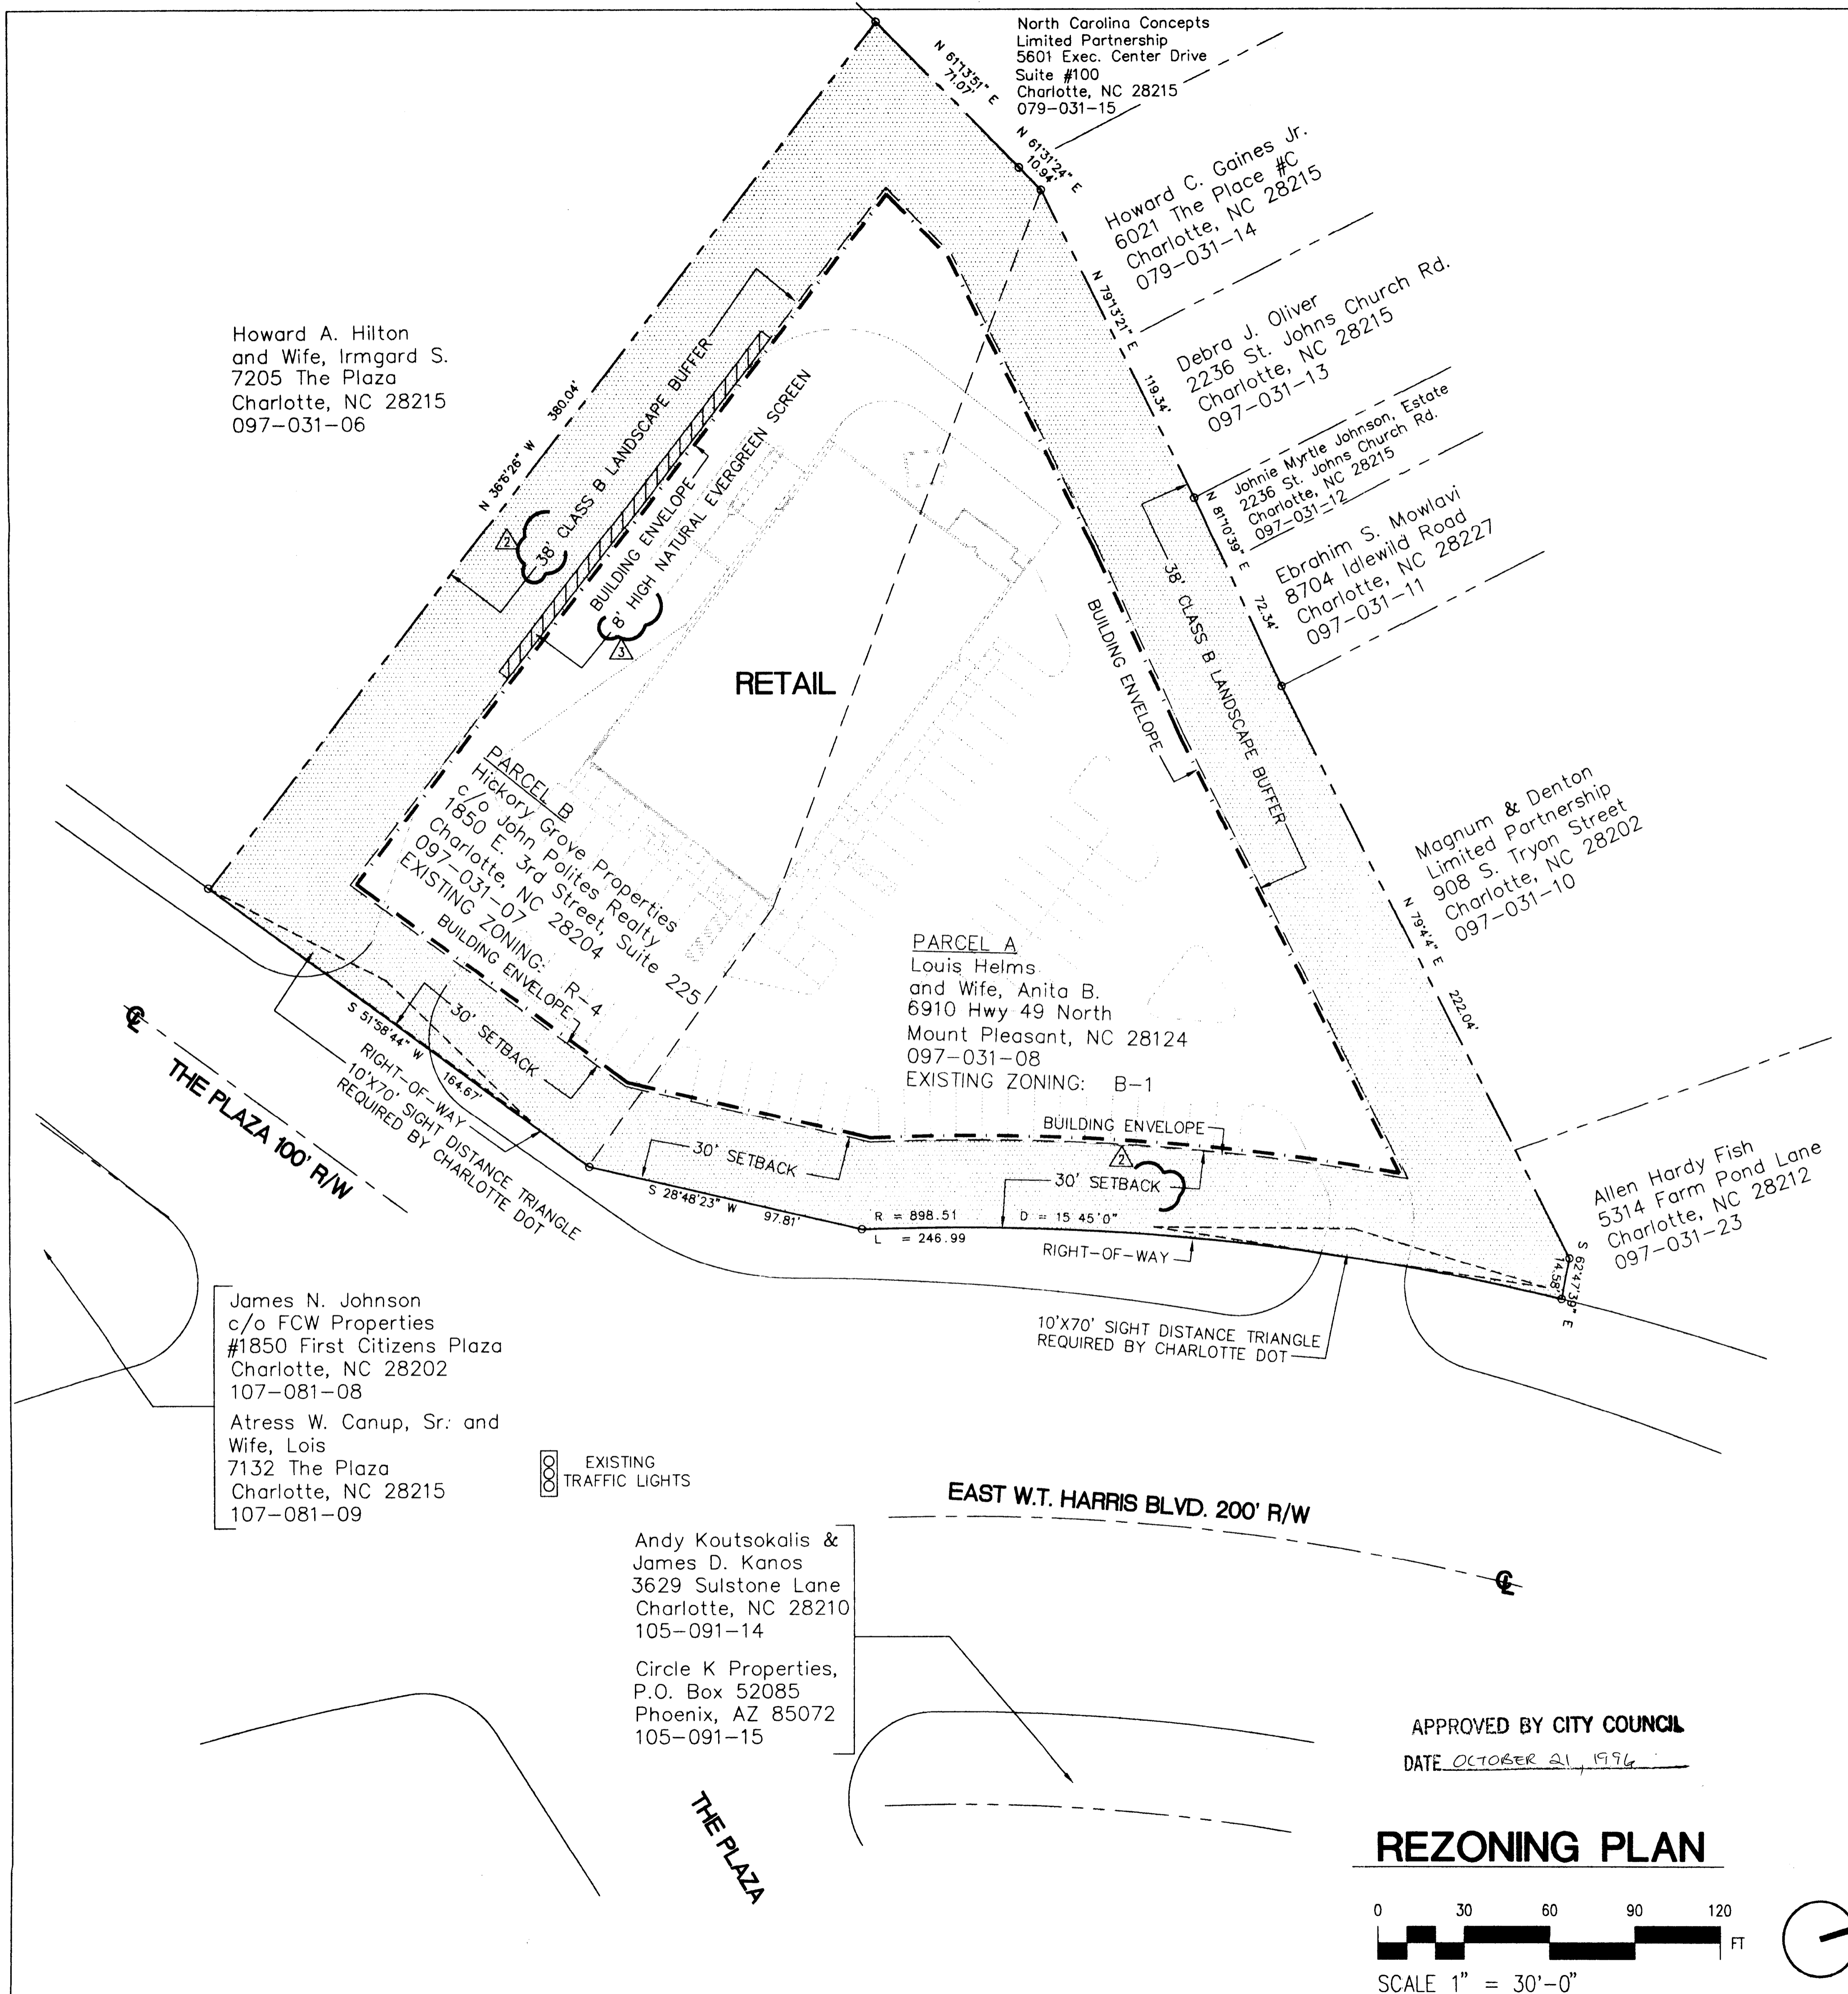 North Carolina Concepts
Limited Partnership
5601 Exec. Center Drive
Suite #100
Charlotte, NC 28215
079-031-15
N 61°13'51" E
71.07'
N 61°31'24" E
10.94'
Howard C. Gaines Jr.
6021 The Place #C
Charlotte, NC 28215
079-031-14
N 79°13'21" E
119.34'
Debra J. Oliver
2236 St. Johns Church Rd.
Charlotte, NC 28215
097-031-13
Johnie Myrtle Johnson, Estate
2236 St. Johns Church Rd.
Charlotte, NC 28215
097-031-12
N 81°10'39" E
72.34'
Ebrahim S. Mowlavi
8704 Idlewild Road
Charlotte, NC 28227
097-031-11
Howard A. Hilton
and Wife, Irmgard S.
7205 The Plaza
Charlotte, NC 28215
097-031-06
N 36°6'26" W
380.04'
2
38' CLASS B LANDSCAPE BUFFER
BUILDING ENVELOPE
8' HIGH NATURAL EVERGREEN SCREEN
3
RETAIL
BUILDING ENVELOPE
38' CLASS B LANDSCAPE BUFFER
Magnum & Denton
Limited Partnership
908 S. Tryon Street
Charlotte, NC 28202
097-031-10
N 79°4'4" E
222.04'
PARCEL B
Hickory Grove Properties
c/o John Polites Realty
1850 E. 3rd Street, Suite 225
Charlotte, NC 28204
097-031-07
EXISTING ZONING: R-4
BUILDING ENVELOPE
30' SETBACK
S 51°58'44" W
164.67'
RIGHT-OF-WAY
10'X70' SIGHT DISTANCE TRIANGLE
REQUIRED BY CHARLOTTE DOT
THE PLAZA 100' R/W
PARCEL A
Louis Helms
and Wife, Anita B.
6910 Hwy 49 North
Mount Pleasant, NC 28124
097-031-08
EXISTING ZONING: B-1
BUILDING ENVELOPE
30' SETBACK
2
30' SETBACK
S 28°48'23" W 97.81'
R = 898.51 D = 15 45'0"
L = 246.99
RIGHT-OF-WAY
10'X70' SIGHT DISTANCE TRIANGLE
REQUIRED BY CHARLOTTE DOT
Allen Hardy Fish
5314 Farm Pond Lane
Charlotte, NC 28212
097-031-23
S 62°47'39" E
14.58'
James N. Johnson
c/o FCW Properties
#1850 First Citizens Plaza
Charlotte, NC 28202
107-081-08
Atress W. Canup, Sr. and
Wife, Lois
7132 The Plaza
Charlotte, NC 28215
107-081-09
EXISTING
TRAFFIC LIGHTS
EAST W.T. HARRIS BLVD. 200' R/W
Andy Koutsokalis &
James D. Kanos
3629 Sulstone Lane
Charlotte, NC 28210
105-091-14
Circle K Properties,
P.O. Box 52085
Phoenix, AZ 85072
105-091-15
THE PLAZA
APPROVED BY CITY COUNCIL
DATE OCTOBER 21, 1996
REZONING PLAN
0 30 60 90 120
FT
SCALE 1" = 30'-0"